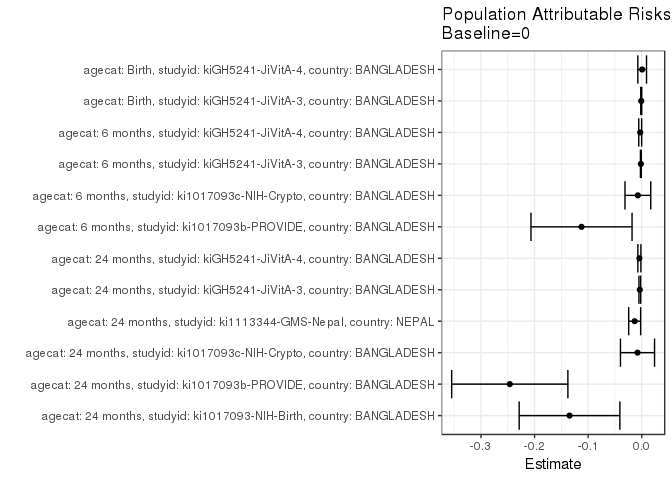 Population Attributable Risks
Baseline=0
agecat: Birth, studyid: kiGH5241-JiVitA-4, country: BANGLADESH
agecat: Birth, studyid: kiGH5241-JiVitA-3, country: BANGLADESH
agecat: 6 months, studyid: kiGH5241-JiVitA-4, country: BANGLADESH
agecat: 6 months, studyid: kiGH5241-JiVitA-3, country: BANGLADESH
agecat: 6 months, studyid: ki1017093c-NIH-Crypto, country: BANGLADESH
agecat: 6 months, studyid: ki1017093b-PROVIDE, country: BANGLADESH
agecat: 24 months, studyid: kiGH5241-JiVitA-4, country: BANGLADESH
agecat: 24 months, studyid: kiGH5241-JiVitA-3, country: BANGLADESH
agecat: 24 months, studyid: ki1113344-GMS-Nepal, country: NEPAL
agecat: 24 months, studyid: ki1017093c-NIH-Crypto, country: BANGLADESH
agecat: 24 months, studyid: ki1017093b-PROVIDE, country: BANGLADESH
agecat: 24 months, studyid: ki1017093-NIH-Birth, country: BANGLADESH
-0.3 -0.2 -0.1 0.0
Estimate